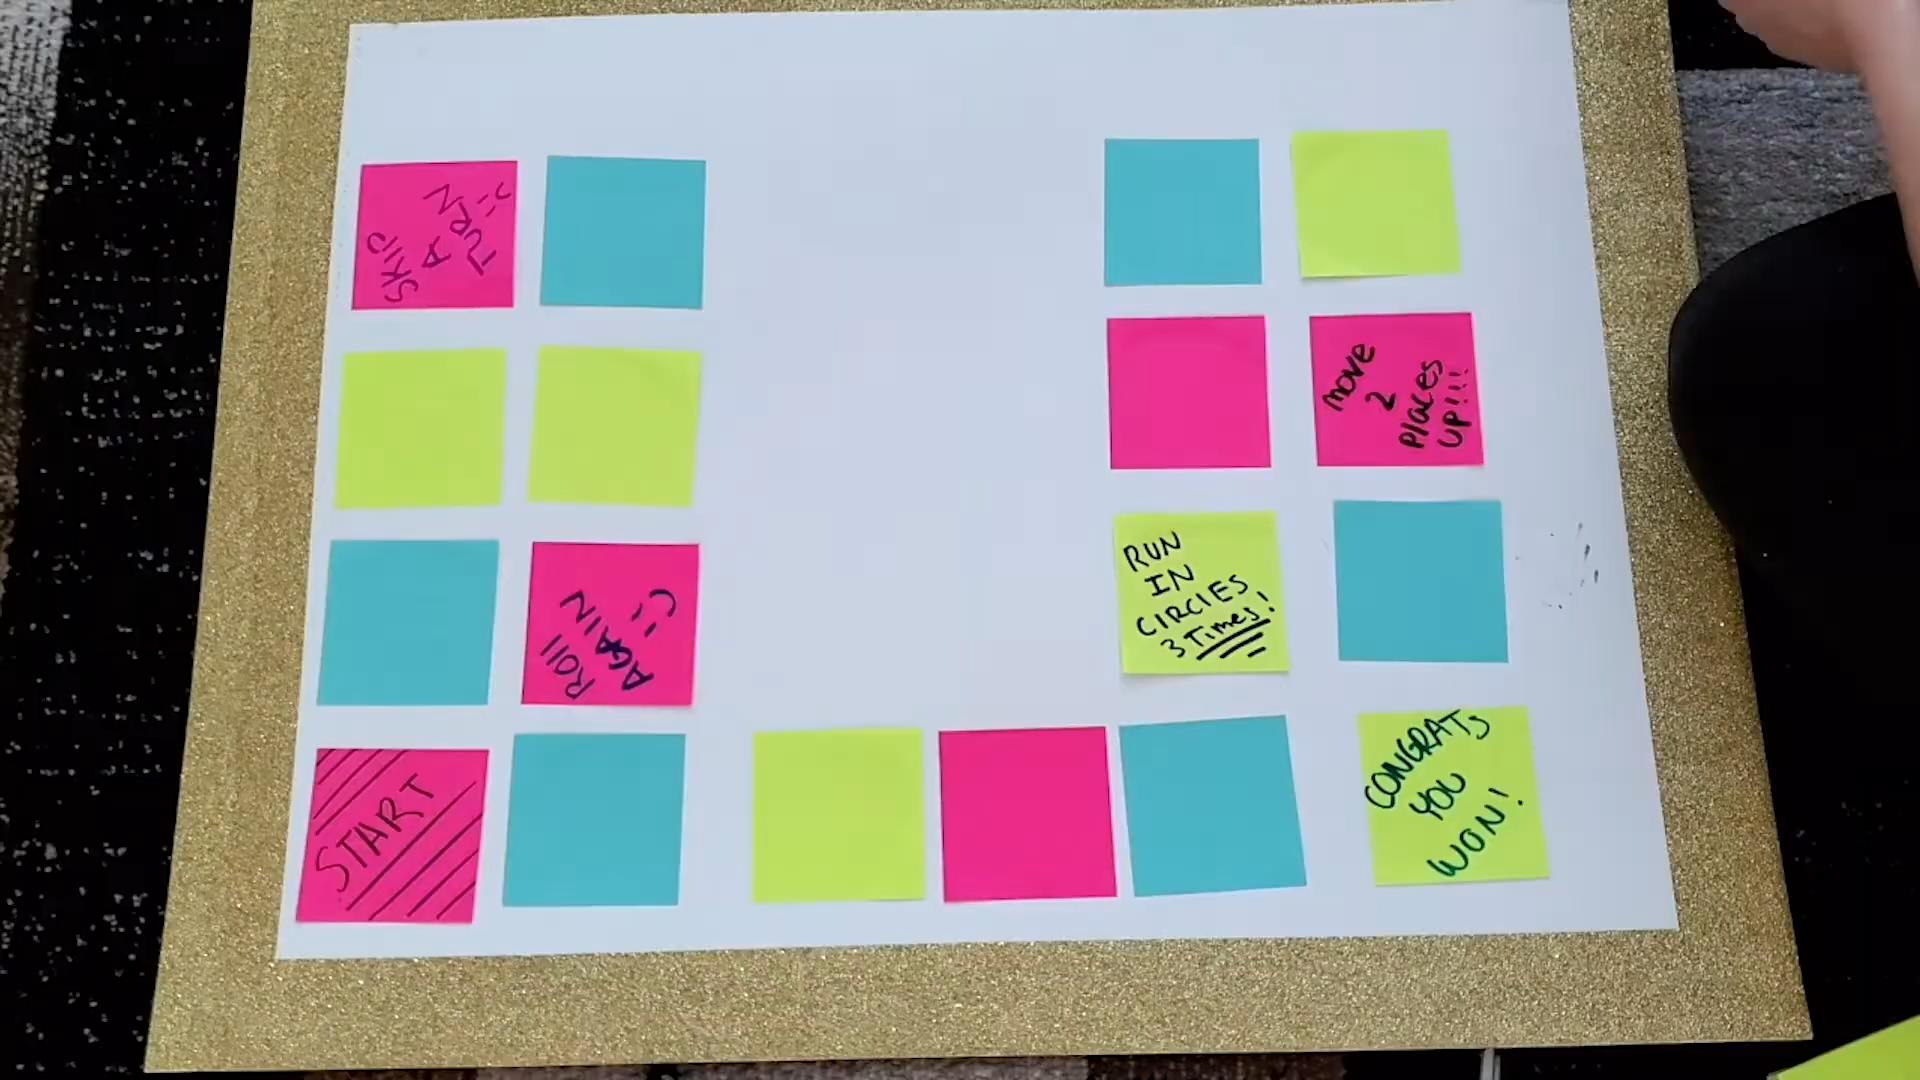 SKIP
A
TURN
:(
MOVE
2
PlACES
UP!!!
RUN
IN
CIRClES
3 Times!
ROll
AGAIN
:(
START
CONGRATS
YOU
WON!